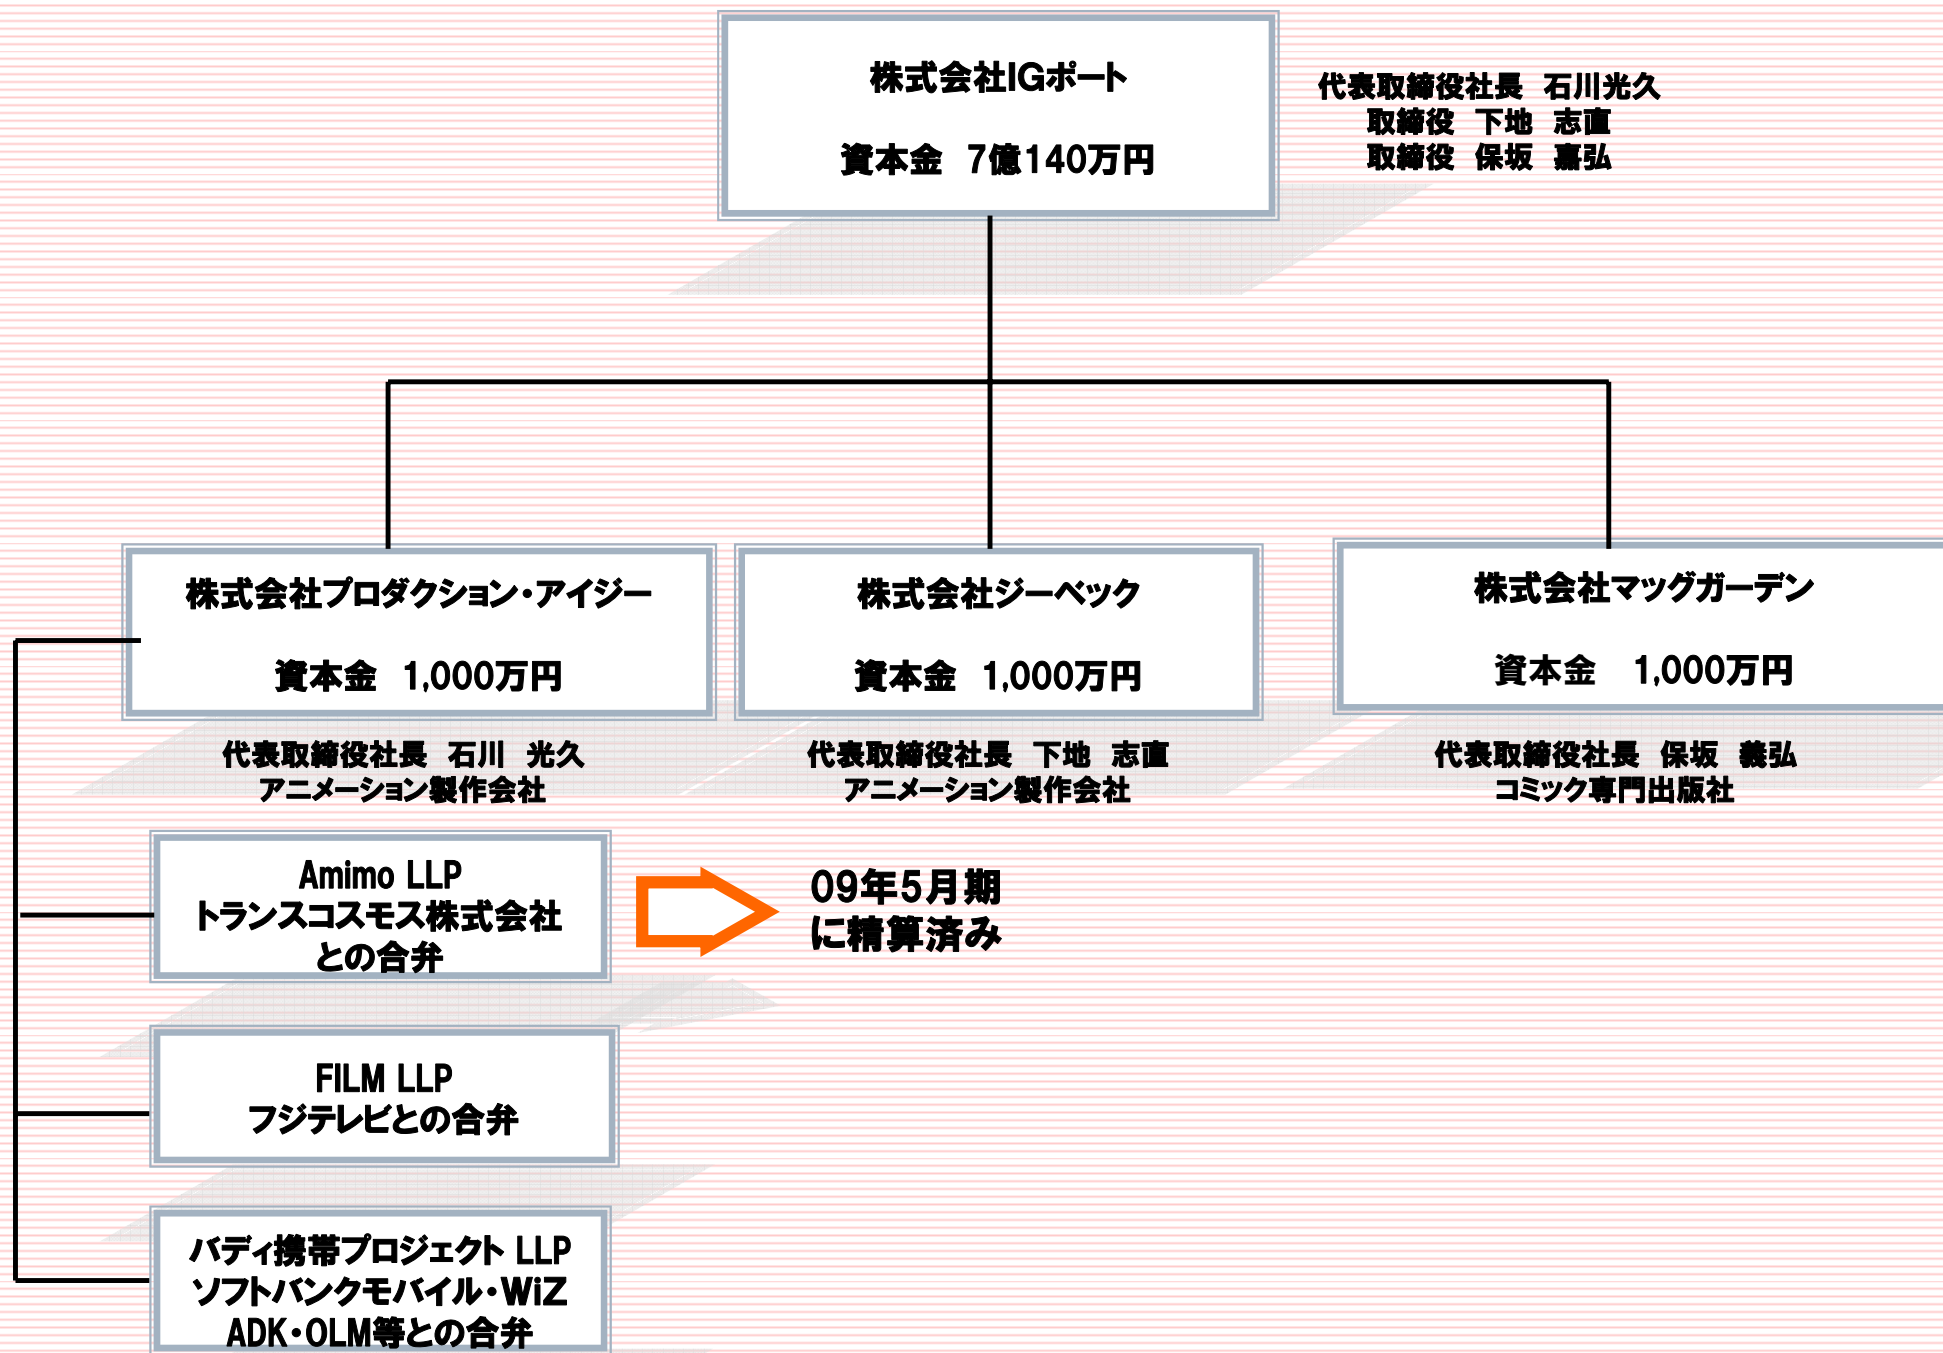 株式会社IGポート
資本金　7億140万円
代表取締役社長　石川光久
取締役　下地　志直
取締役　保坂　嘉弘
株式会社プロダクション・アイジー
資本金　1,000万円
代表取締役社長　石川　光久
アニメーション製作会社
株式会社ジーベック
資本金　1,000万円
代表取締役社長　下地　志直
アニメーション製作会社
株式会社マッグガーデン
資本金　1,000万円
代表取締役社長　保坂　義弘
コミック専門出版社
Amimo LLP
トランスコスモス株式会社
との合弁
09年5月期
に精算済み
FILM LLP
フジテレビとの合弁
バディ携帯プロジェクト LLP
ソフトバンクモバイル・WiZ
ADK・OLM等との合弁